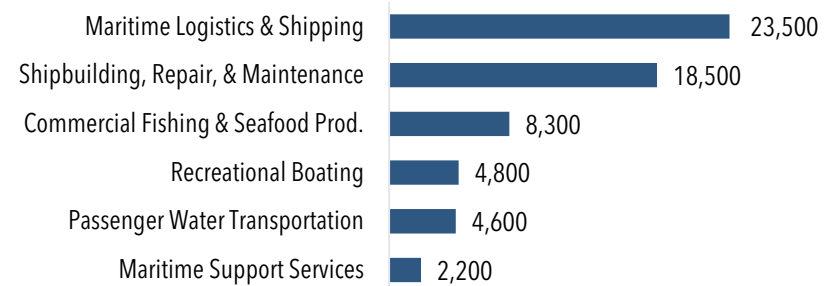 Maritime Logistics & Shipping 23,500
Shipbuilding, Repair, & Maintenance 18,500
Commercial Fishing & Seafood Prod. 8,300
Recreational Boating 4,800
Passenger Water Transportation 4,600
Maritime Support Services 2,200